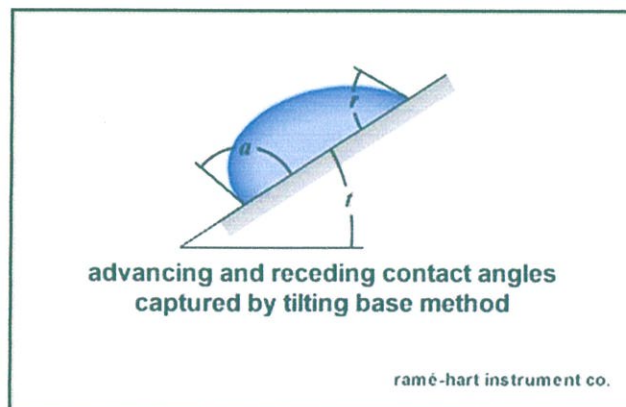 r
a
t
advancing and receding contact angles
captured by tilting base method
ramé-hart instrument co.